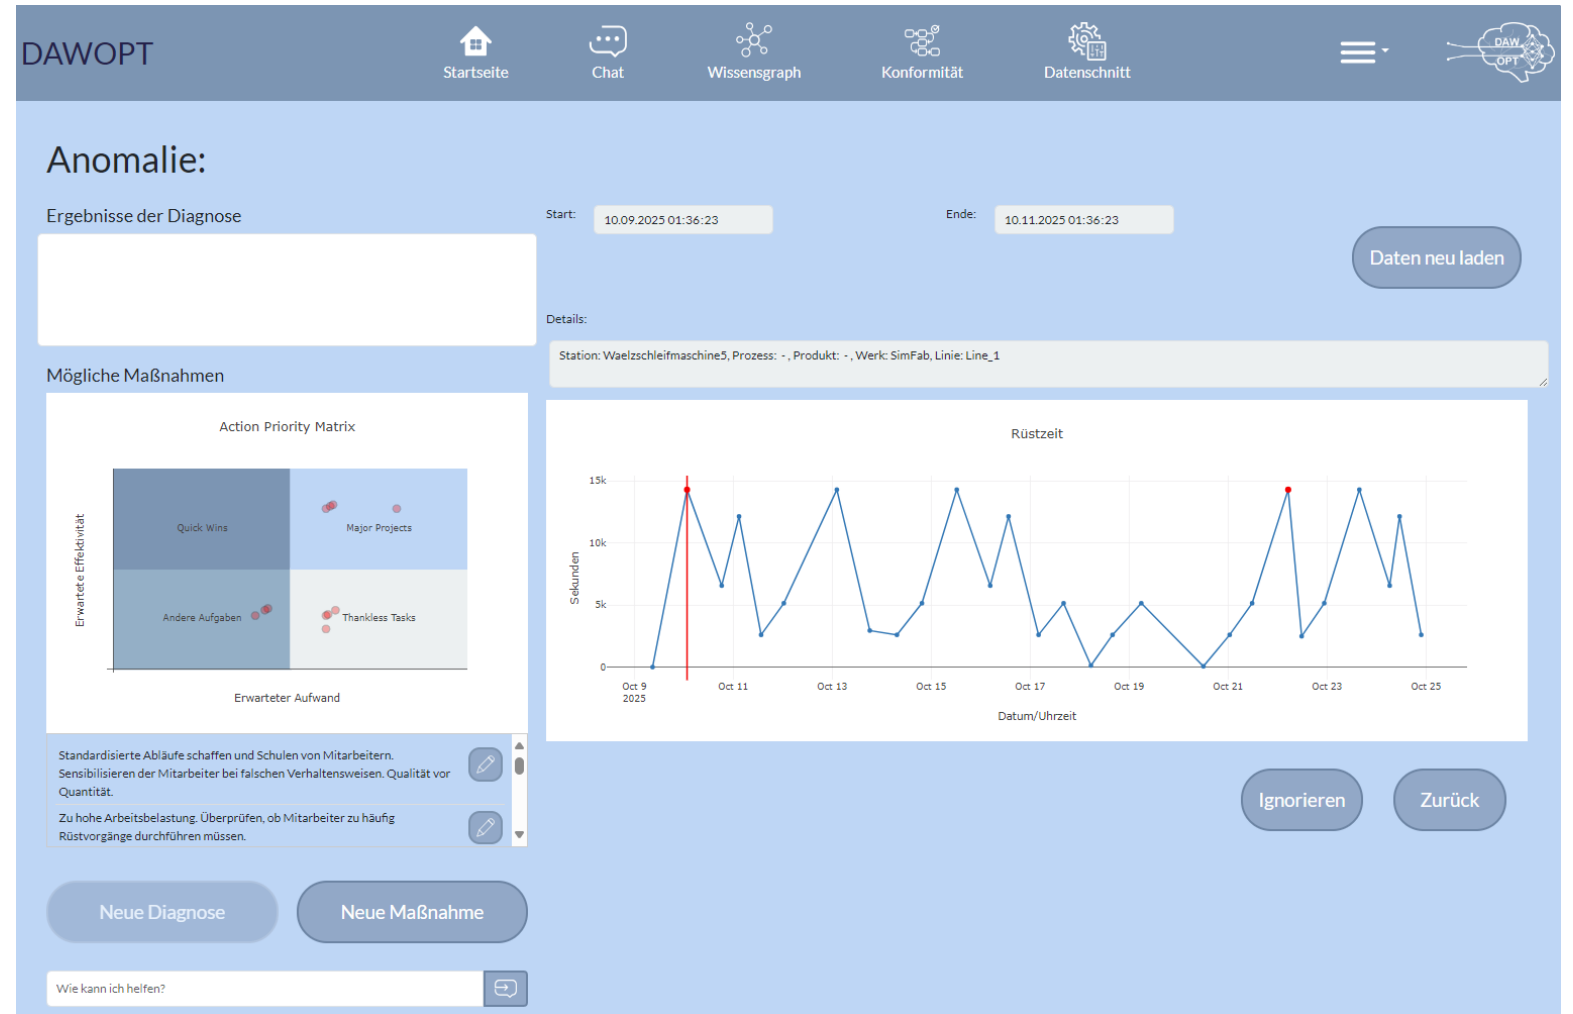 DAWOPT
Startseite
Chat
Wissensgraph
Konformität
Datenschnitt
DAW
OPT
Anomalie:
Ergebnisse der Diagnose
Start:
10.09.2025 01:36:23
Ende:
10.11.2025 01:36:23
Daten neu laden
Details:
Station: Waelzschleifmaschine5, Prozess: - , Produkt: - , Werk: SimFab, Linie: Line_1
Mögliche Maßnahmen
Action Priority Matrix
Erwartete Effektivität
Quick Wins
Major Projects
Andere Aufgaben
Thankless Tasks
Erwarteter Aufwand
Rüstzeit
Sekunden
15k
10k
5k
0
Oct 9
2025
Oct 11
Oct 13
Oct 15
Oct 17
Oct 19
Oct 21
Oct 23
Oct 25
Datum/Uhrzeit
Standardisierte Abläufe schaffen und Schulen von Mitarbeitern.
Sensibilisieren der Mitarbeiter bei falschen Verhaltensweisen. Qualität vor
Quantität.
Zu hohe Arbeitsbelastung. Überprüfen, ob Mitarbeiter zu häufig
Rüstvorgänge durchführen müssen.
Ignorieren
Zurück
Neue Diagnose
Neue Maßnahme
Wie kann ich helfen?